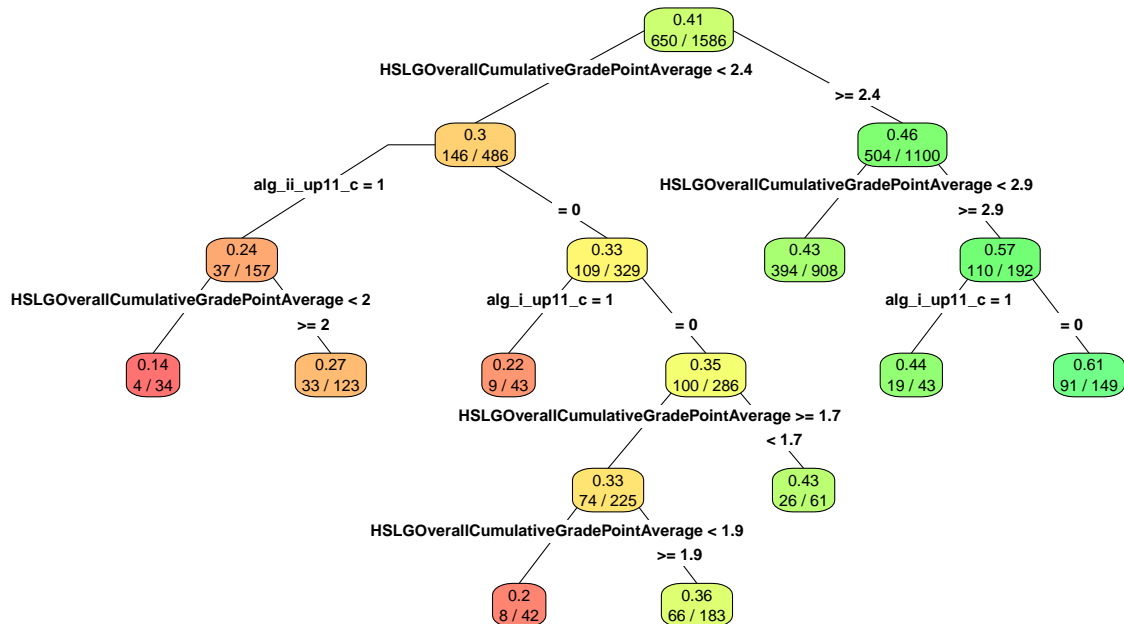 0.41
650 / 1586
HSLGOverallCumulativeGradePointAverage < 2.4
>= 2.4
0.3
146 / 486
0.46
504 / 1100
alg_ii_up11_c = 1
= 0
HSLGOverallCumulativeGradePointAverage < 2.9
>= 2.9
0.24
37 / 157
0.33
109 / 329
0.43
394 / 908
0.57
110 / 192
HSLGOverallCumulativeGradePointAverage < 2
>= 2
alg_i_up11_c = 1
= 0
alg_i_up11_c = 1
= 0
0.14
4 / 34
0.27
33 / 123
0.22
9 / 43
0.35
100 / 286
0.44
19 / 43
0.61
91 / 149
HSLGOverallCumulativeGradePointAverage >= 1.7
< 1.7
0.33
74 / 225
0.43
26 / 61
HSLGOverallCumulativeGradePointAverage < 1.9
>= 1.9
0.2
8 / 42
0.36
66 / 183